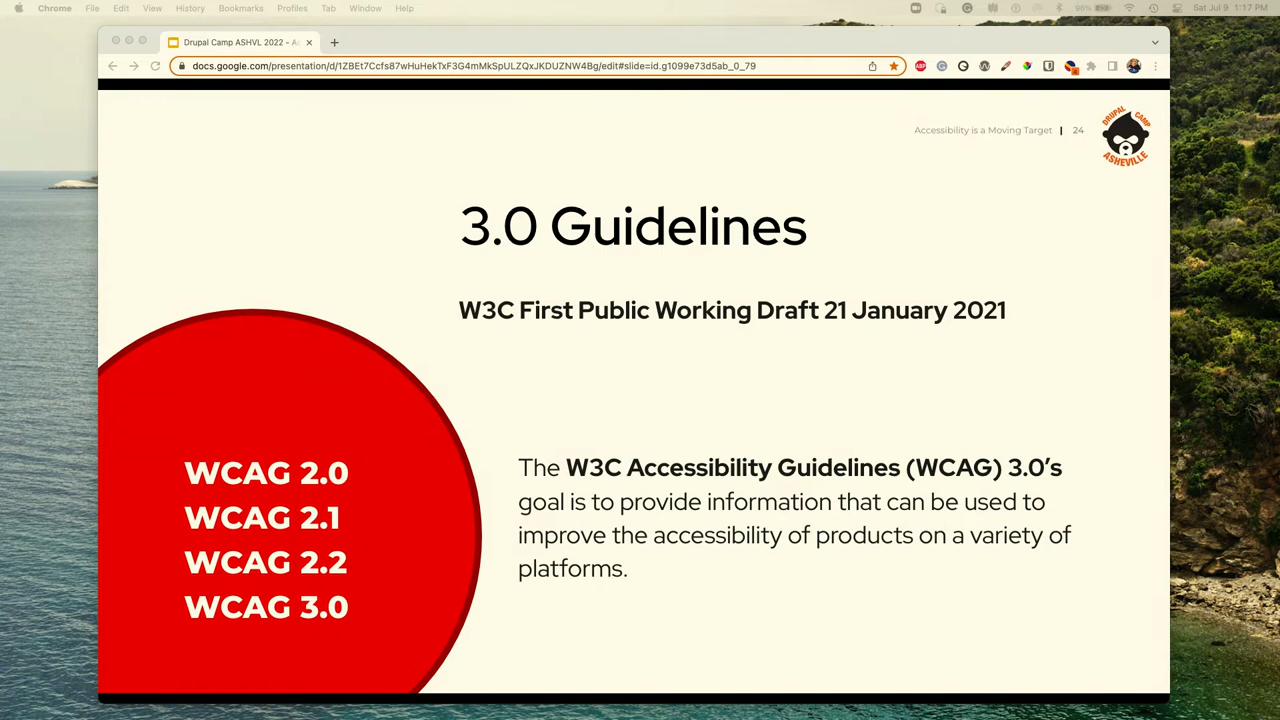 Chrome File Edit View History Bookmarks Profiles Tab Window Help
96% Sat Jul 9 1:17 PM
Drupal Camp ASHVL 2022 - Ac
docs.google.com/presentation/d/1ZBEt7Ccfs87wHuHekTxF3G4mMkSpULZQxJKDUZNW4Bg/edit#slide=id.g1099e73d5ab_0_79
ABP
Accessibility is a Moving Target | 24
DRUPAL CAMP
ASHEVILLE
3.0 Guidelines
W3C First Public Working Draft 21 January 2021
WCAG 2.0
WCAG 2.1
WCAG 2.2
WCAG 3.0
The W3C Accessibility Guidelines (WCAG) 3.0’s
goal is to provide information that can be used to
improve the accessibility of products on a variety of
platforms.